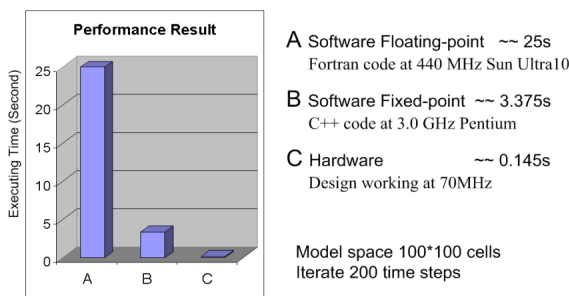 Performance Result
Executing Time (Second)
25
20
15
10
5
0
A
B
C
A Software Floating-point ~~ 25s
Fortran code at 440 MHz Sun Ultra10
B Software Fixed-point ~~ 3.375s
C++ code at 3.0 GHz Pentium
C Hardware ~~ 0.145s
Design working at 70MHz
Model space 100*100 cells
Iterate 200 time steps